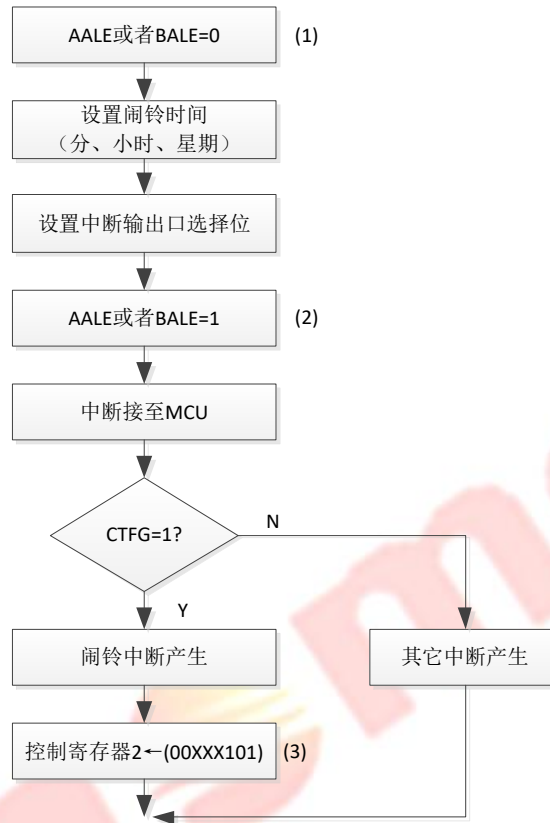 AALE或者BALE=0 (1)
设置闹铃时间
（分、小时、星期）
设置中断输出口选择位
AALE或者BALE=1 (2)
中断接至MCU
CTFG=1?
N
Y
闹铃中断产生
其它中断产生
控制寄存器2←(00XXX101) (3)